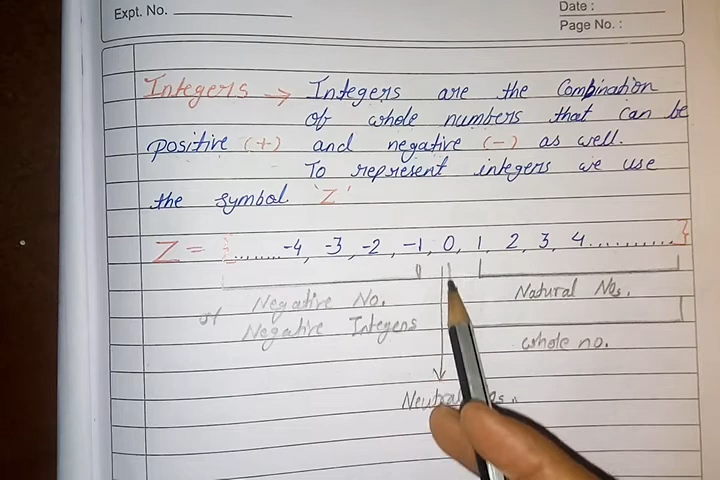 Expt. No.
Date :
Page No. :
Integers → Integers are the Combination
of whole numbers that can be
positive (+) and negative (-) as well.
To represent integers we use
the symbol 'Z'
Z = {........-4, -3, -2, -1, 0, 1, 2, 3, 4...........}
Negative No.
or Negative Integers
Natural Nos.
whole no.